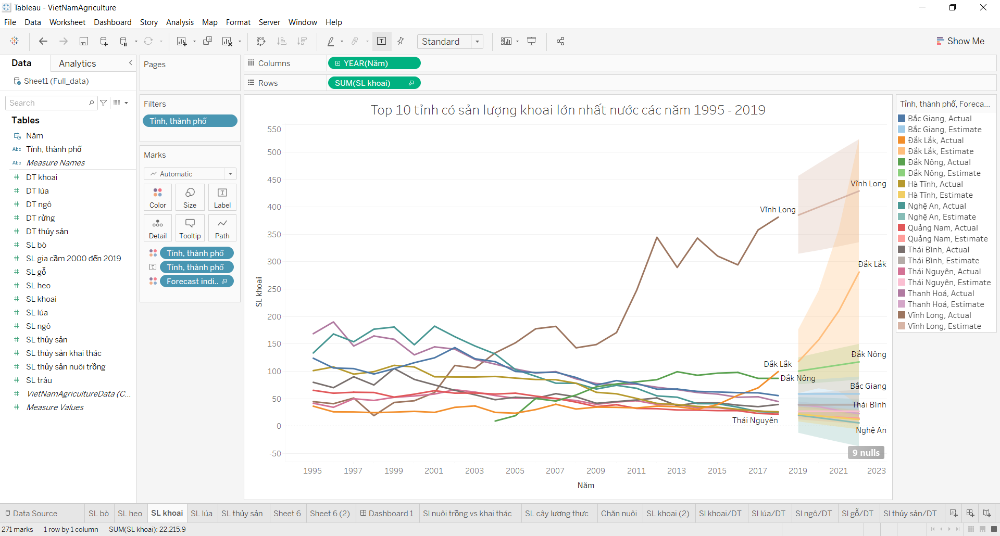 Tableau - VietNamAgriculture
File Data Worksheet Dashboard Story Analysis Map Format Server Window Help
Standard
Show Me
Data Analytics
Sheet1 (Full_data)
Search
Tables
Năm
Abc Tỉnh, thành phố
Abc Measure Names
DT khoai
DT lúa
DT ngô
DT rừng
DT thủy sản
SL bò
SL gia cầm 2000 đến 2019
SL gỗ
SL heo
SL khoai
SL lúa
SL ngô
SL thủy sản
SL thủy sản khai thác
SL thủy sản nuôi trồng
SL trâu
VietNamAgricultureData (C...
Measure Values
Pages
Filters
Tỉnh, thành phố
Marks
Automatic
Color Size Label
Detail Tooltip Path
Tỉnh, thành phố
Tỉnh, thành phố
Forecast indi..
Columns YEAR(Năm)
Rows SUM(SL khoai)
Top 10 tỉnh có sản lượng khoai lớn nhất nước các năm 1995 - 2019
550
500
450
400
350
300
250
200
150
100
50
0
-50
SL khoai
Vĩnh Long
Vĩnh Long
Đắk Lắk
Đắk Nông
Đắk Lắk
Đắk Nông
Bắc Giang
Thái Bình
Thái Nguyên
Nghệ An
9 nulls
1995 1997 1999 2001 2003 2005 2007 2009 2011 2013 2015 2017 2019 2021 2023
Năm
Tỉnh, thành phố, Foreca...
Bắc Giang, Actual
Bắc Giang, Estimate
Đắk Lắk, Actual
Đắk Lắk, Estimate
Đắk Nông, Actual
Đắk Nông, Estimate
Hà Tĩnh, Actual
Hà Tĩnh, Estimate
Nghệ An, Actual
Nghệ An, Estimate
Quảng Nam, Actual
Quảng Nam, Estimate
Thái Bình, Actual
Thái Bình, Estimate
Thái Nguyên, Actual
Thái Nguyên, Estimate
Thanh Hoá, Actual
Thanh Hoá, Estimate
Vĩnh Long, Actual
Vĩnh Long, Estimate
Data Source SL bò SL heo SL khoai SL lúa SL thủy sản Sheet 6 Sheet 6 (2) Dashboard 1 Sl nuôi trồng vs khai thác SL cây lương thực Chăn nuôi SL khoai (2) Sl khoai/DT Sl lúa/DT Sl ngô/DT Sl gỗ/DT Sl thủy sản/DT
271 marks 1 row by 1 column SUM(SL khoai): 22,215.9